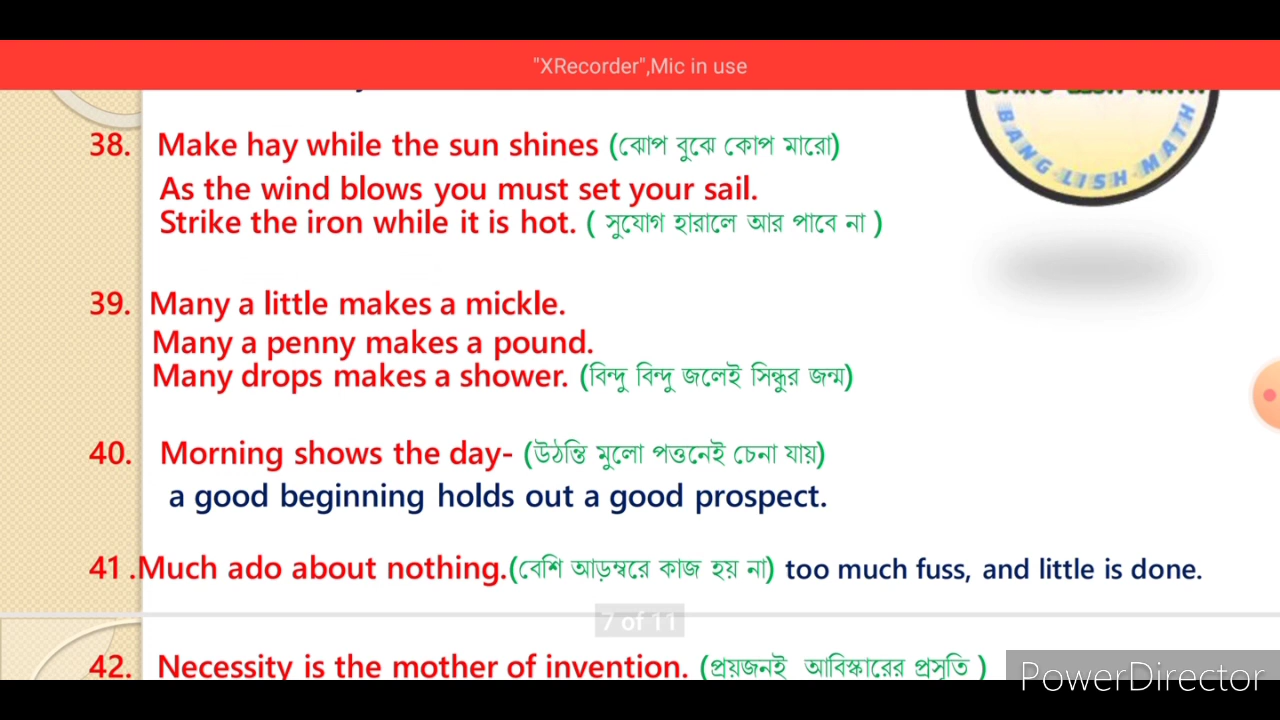 "XRecorder",Mic in use
BANG LISH MATH
38. Make hay while the sun shines (ঝোপ বুঝে কোপ মারো)
As the wind blows you must set your sail.
Strike the iron while it is hot. ( সুযোগ হারালে আর পাবে না )
39. Many a little makes a mickle.
Many a penny makes a pound.
Many drops makes a shower. (বিন্দু বিন্দু জলেই সিন্ধুর জন্ম)
40. Morning shows the day- (উঠন্তি মুলো পত্তনেই চেনা যায়)
a good beginning holds out a good prospect.
41 .Much ado about nothing.(বেশি আড়ম্বরে কাজ হয় না) too much fuss, and little is done.
7 of 11
42. Necessity is the mother of invention. (প্রয়জনই আবিস্কারের প্রসূতি )
PowerDirector